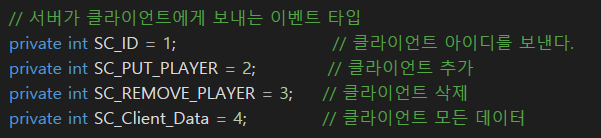 // 서버가 클라이언트에게 보내는 이벤트 타입
private int SC_ID = 1; // 클라이언트 아이디를 보낸다.
private int SC_PUT_PLAYER = 2; // 클라이언트 추가
private int SC_REMOVE_PLAYER = 3; // 클라이언트 삭제
private int SC_Client_Data = 4; // 클라이언트 모든 데이터